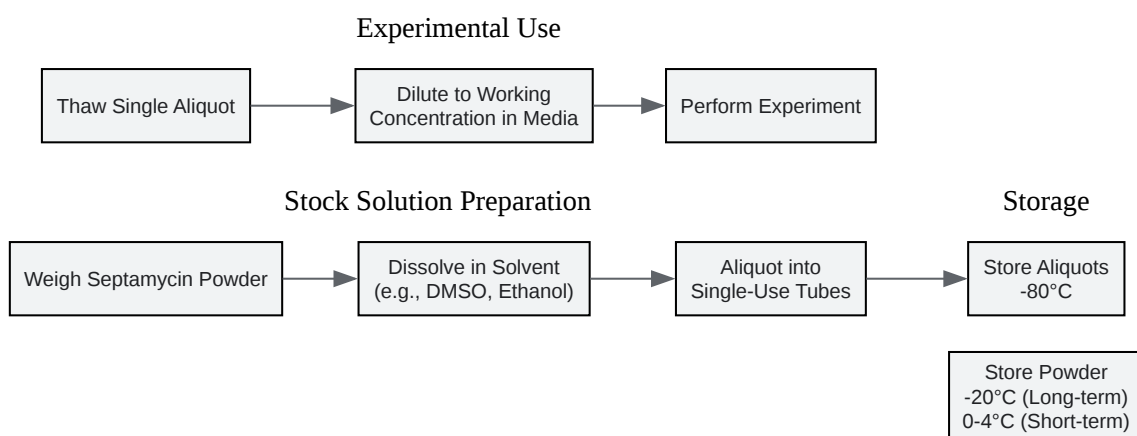 Experimental Use
Thaw Single Aliquot
Dilute to Working
Concentration in Media
Perform Experiment
Stock Solution Preparation
Storage
Weigh Septamycin Powder
Dissolve in Solvent
(e.g., DMSO, Ethanol)
Aliquot into
Single-Use Tubes
Store Aliquots
-80°C
Store Powder
-20°C (Long-term)
0-4°C (Short-term)